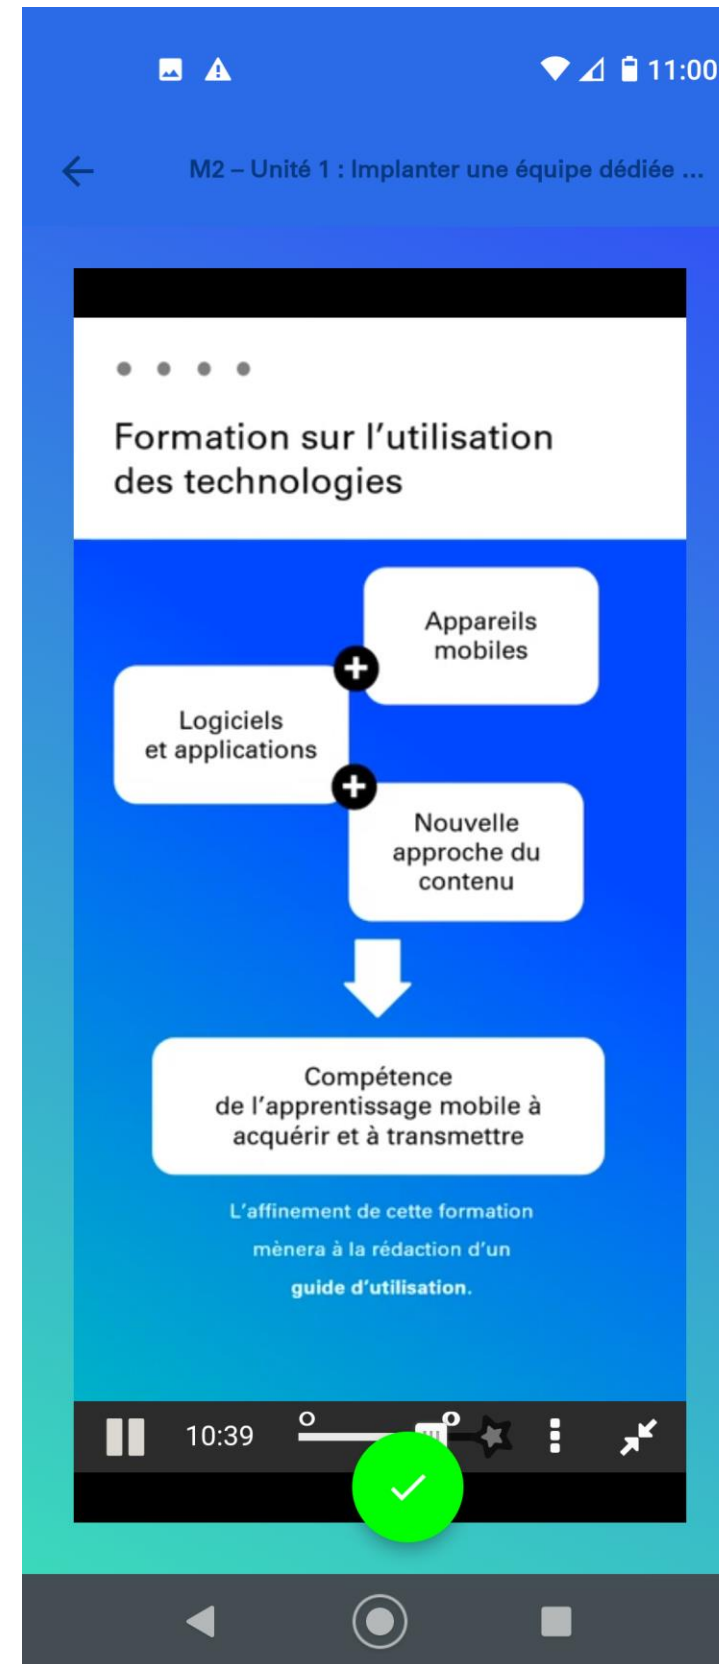 11:00
M2 – Unité 1 : Implanter une équipe dédiée ...
Formation sur l’utilisation
des technologies
Appareils
mobiles
Logiciels
et applications
Nouvelle
approche du
contenu
Compétence
de l’apprentissage mobile à
acquérir et à transmettre
L’affinement de cette formation
mènera à la rédaction d’un
guide d’utilisation.
10:39